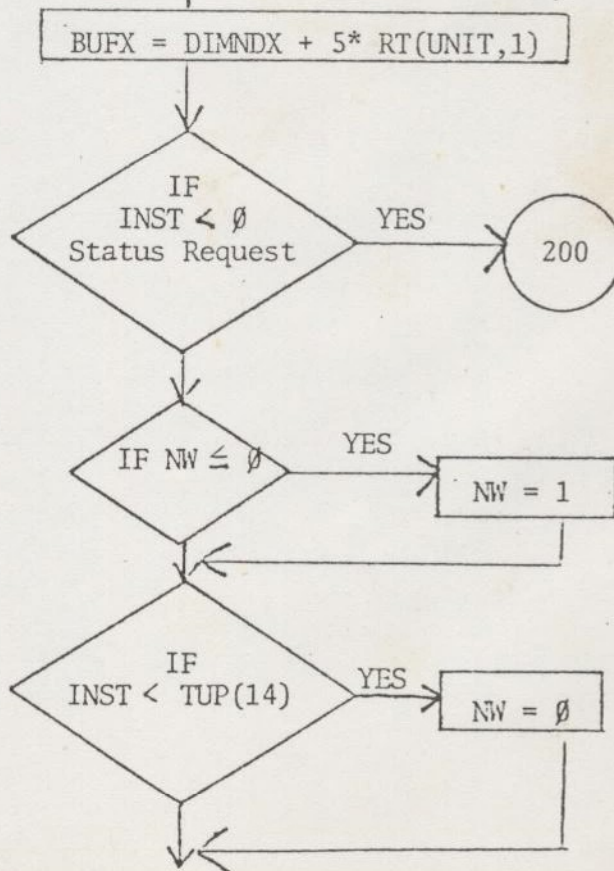 BUFX = DIMNDX + 5* RT(UNIT,1)
IF
INST < Ø
Status Request
YES
200
IF NW ≦ Ø
YES
NW = 1
IF
INST < TUP(14)
YES
NW = Ø